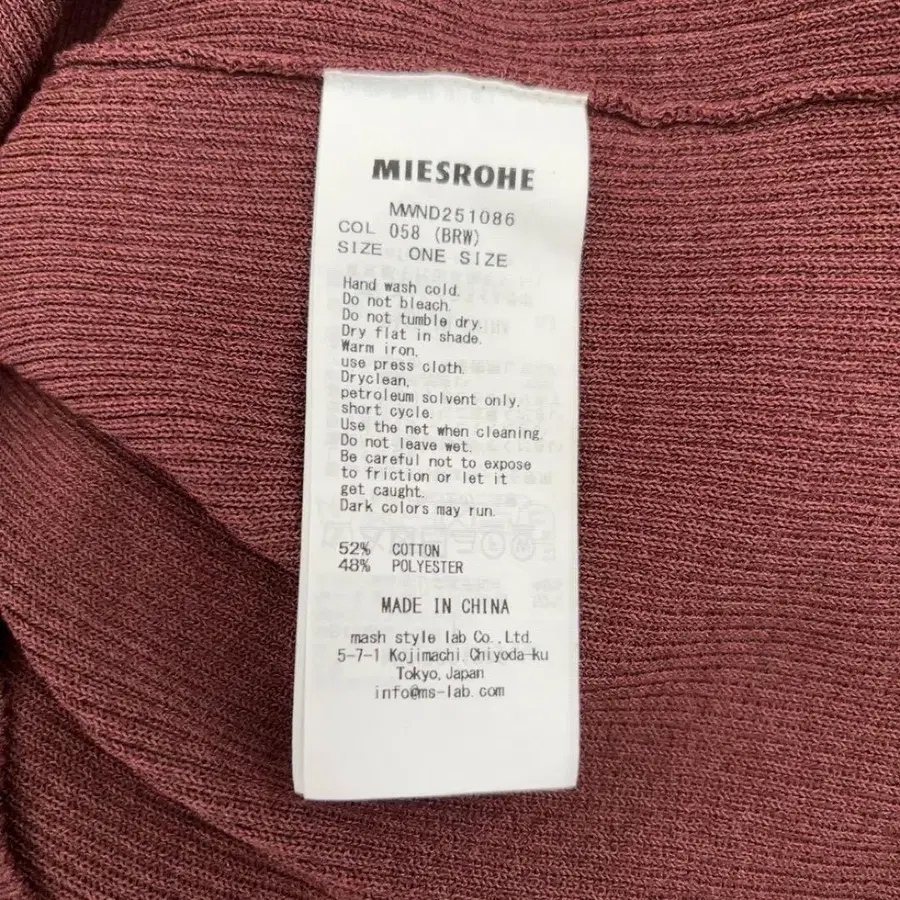 MIESROHE
MWND251086
COL 058 (BRW)
SIZE ONE SIZE
Hand wash cold.
Do not bleach.
Do not tumble dry.
Dry flat in shade.
Warm iron,
use press cloth.
Dryclean,
petroleum solvent only,
short cycle.
Use the net when cleaning.
Do not leave wet.
Be careful not to expose
to friction or let it
get caught.
Dark colors may run.
52% COTTON
48% POLYESTER
MADE IN CHINA
mash style lab Co.,Ltd.
5-7-1 Kojimachi Chiyoda-ku
Tokyo, Japan
info@ms-lab.com